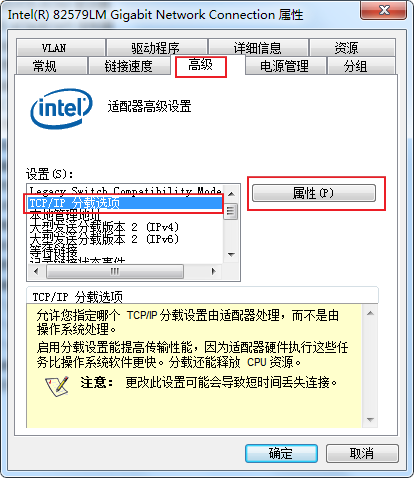 Intel(R) 82579LM Gigabit Network Connection 属性
VLAN 驱动程序 详细信息 资源
常规 链接速度 高级 电源管理 分组
intel 适配器高级设置
设置(S):
Legacy Switch Compatibility Mode
TCP/IP 分载选项
属性(P)
本地管理地址
大型发送分载版本 2 (IPv4)
大型发送分载版本 2 (IPv6)
等待链接
记录链接状态事件
TCP/IP 分载选项
允许您指定哪个 TCP/IP 分载设置由适配器处理，而不是由
操作系统处理。
启用分载设置能提高传输性能，因为适配器硬件执行这些任
务比操作系统软件更快。分载还能释放 CPU 资源。
注意： 更改此设置可能会导致短时间丢失连接。
确定 取消